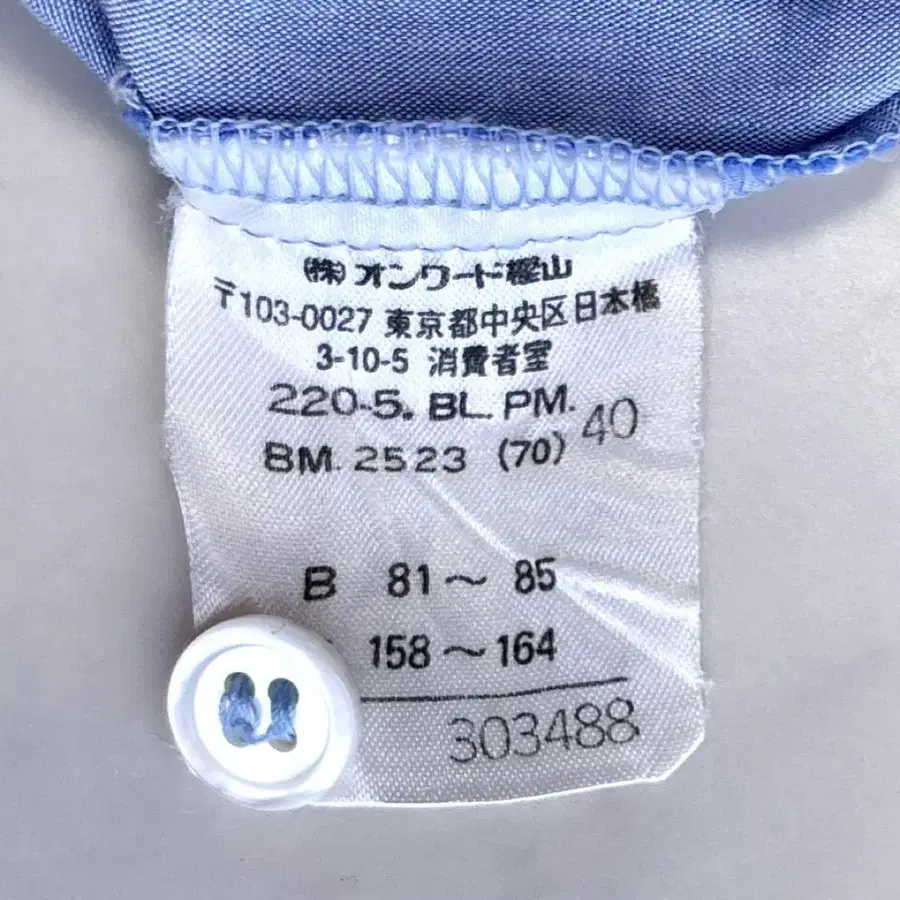 (株)オンワード樫山
〒103-0027 東京都中央区日本橋
3-10-5 消費者室
220-5. BL. PM. 40
BM. 2523 (70)
B 81〜 85
158〜164
303488